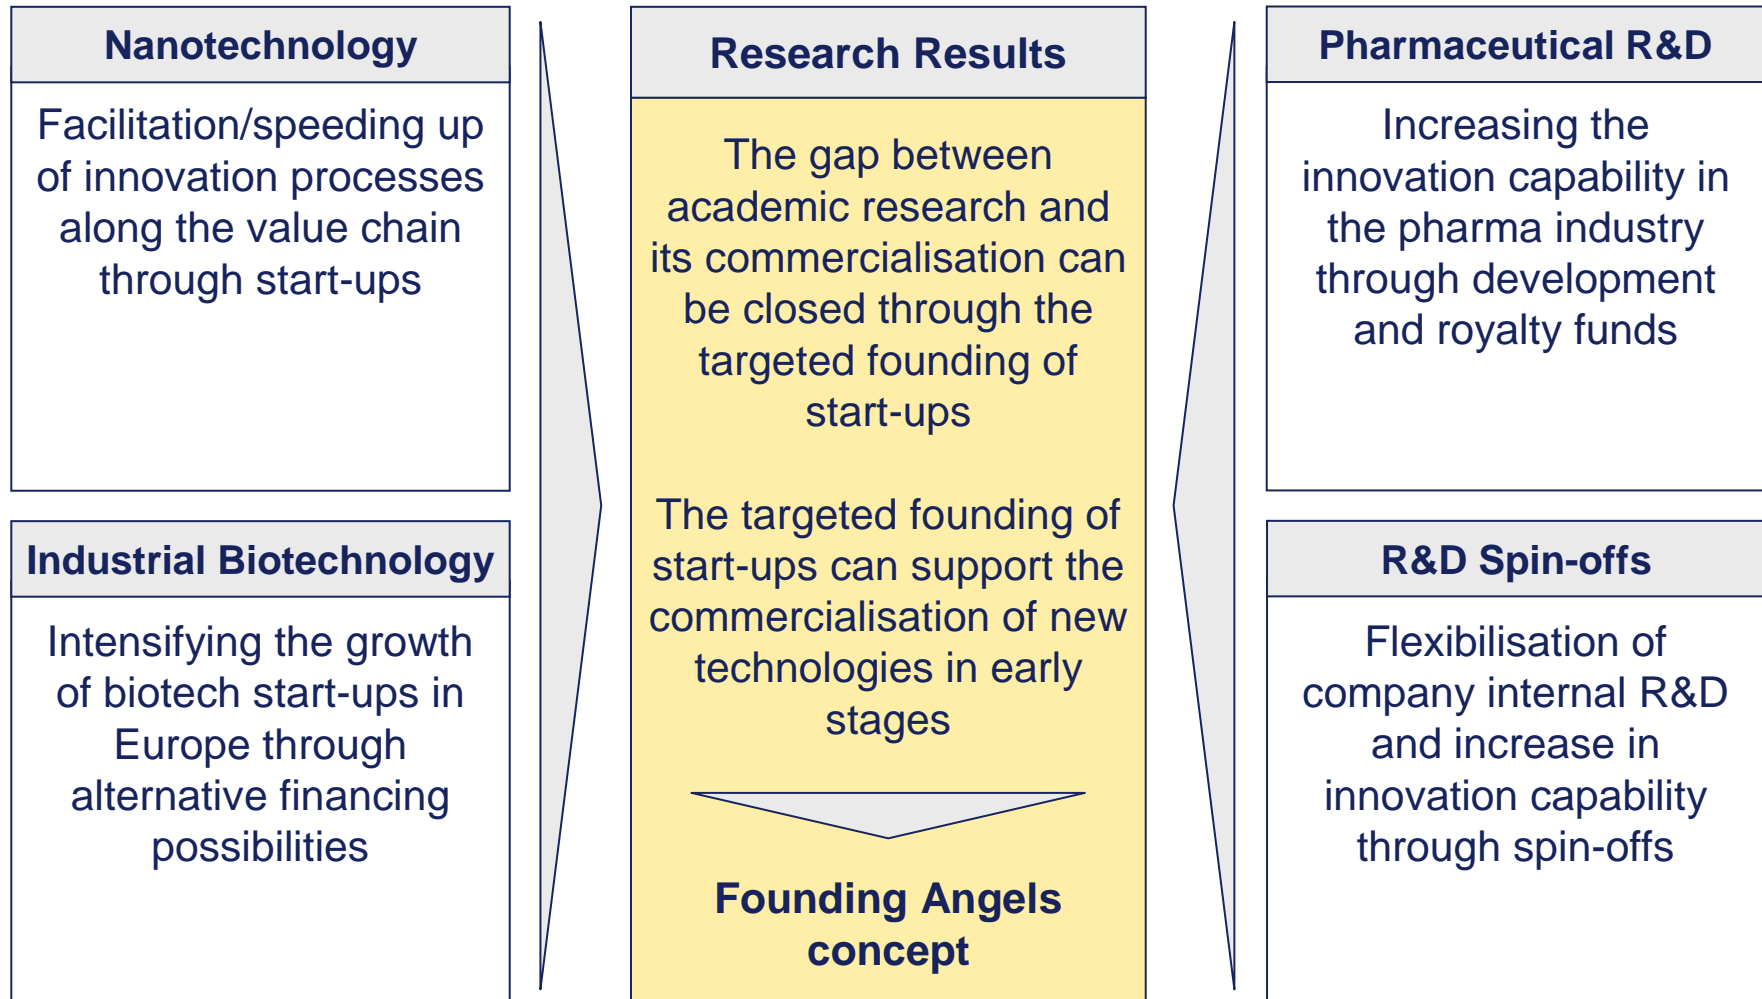 Nanotechnology
Facilitation/speeding up
of innovation processes
along the value chain
through start-ups
Industrial Biotechnology
Intensifying the growth
of biotech start-ups in
Europe through
alternative financing
possibilities
Research Results
The gap between
academic research and
its commercialisation can
be closed through the
targeted founding of
start-ups
The targeted founding of
start-ups can support the
commercialisation of new
technologies in early
stages
Founding Angels
concept
Pharmaceutical R&D
Increasing the
innovation capability in
the pharma industry
through development
and royalty funds
R&D Spin-offs
Flexibilisation of
company internal R&D
and increase in
innovation capability
through spin-offs